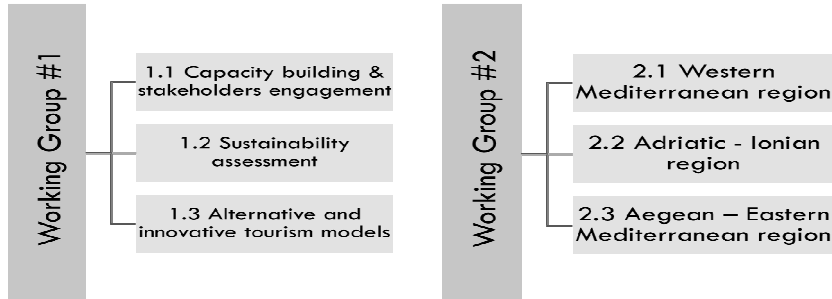 Working Group #1
1.1 Capacity building &
stakeholders engagement
1.2 Sustainability
assessment
1.3 Alternative and
innovative tourism models
Working Group #2
2.1 Western
Mediterranean region
2.2 Adriatic - Ionian
region
2.3 Aegean – Eastern
Mediterranean region